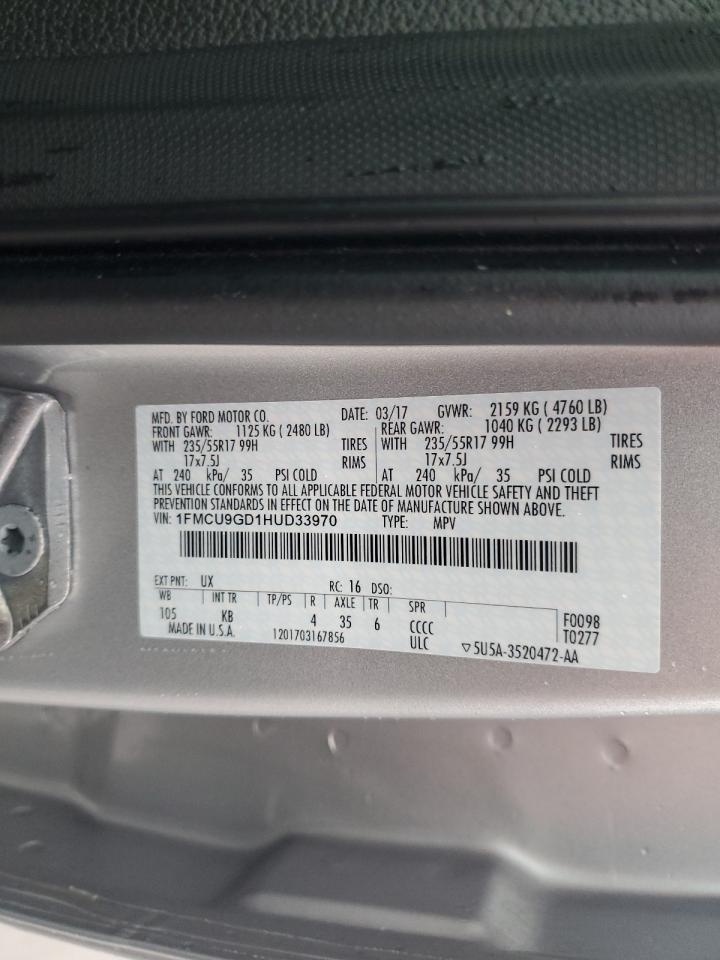 MFD. BY FORD MOTOR CO. DATE: 03/17 GVWR: 2159 KG ( 4760 LB)
FRONT GAWR: 1125 KG ( 2480 LB) REAR GAWR: 1040 KG ( 2293 LB)
WITH 235/55R17 99H TIRES WITH 235/55R17 99H TIRES
17x7.5J RIMS 17x7.5J RIMS
AT 240 kPa/ 35 PSI COLD AT 240 kPa/ 35 PSI COLD
THIS VEHICLE CONFORMS TO ALL APPLICABLE FEDERAL MOTOR VEHICLE SAFETY AND THEFT
PREVENTION STANDARDS IN EFFECT ON THE DATE OF MANUFACTURE SHOWN ABOVE.
VIN: 1FMCU9GD1HUD33970 TYPE: MPV
EXT PNT: UX RC: 16 DSO:
WB INT TR TP/PS R AXLE TR SPR
105 KB 4 35 6 CCCC F0098
MADE IN U.S.A. 1201703167856 ULC ▽5U5A-3520472-AA T0277